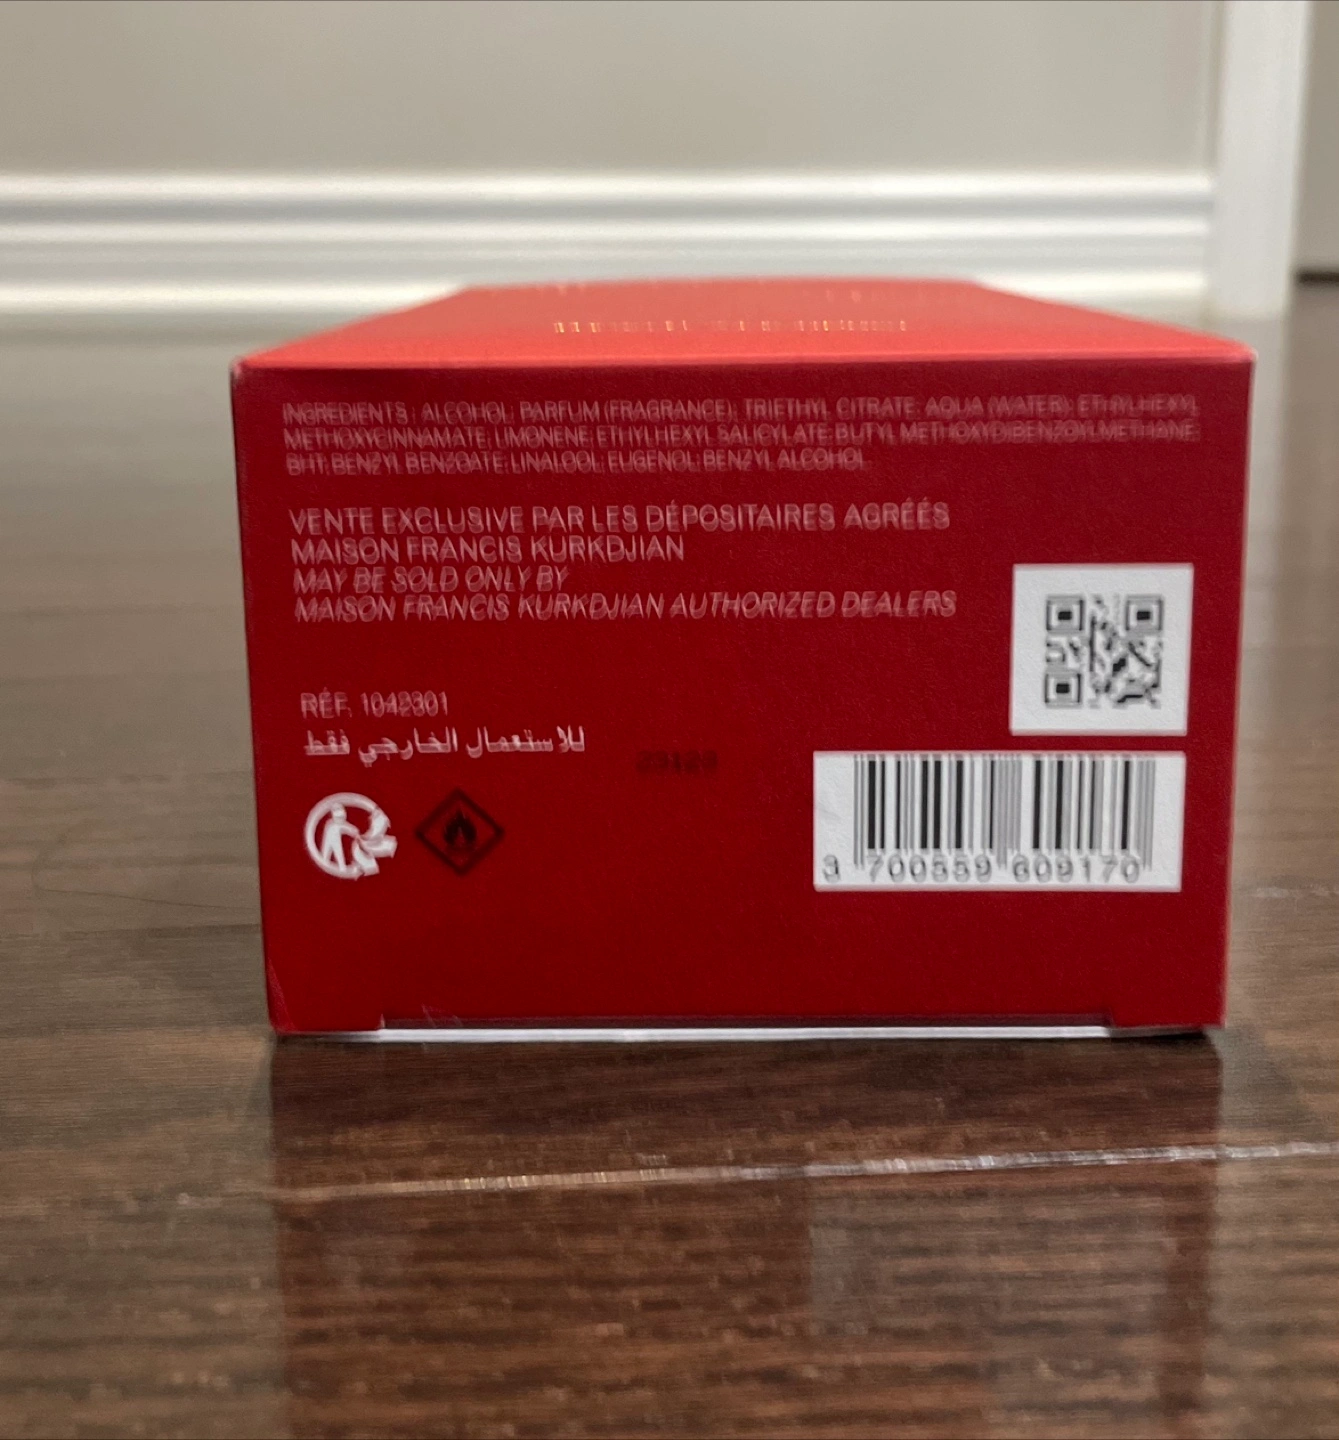 INGREDIENTS : ALCOHOL; PARFUM (FRAGRANCE); TRIETHYL CITRATE; AQUA (WATER); ETHYLHEXYL
METHOXYCINNAMATE; LIMONENE; ETHYLHEXYL SALICYLATE; BUTYL METHOXYDIBENZOYLMETHANE;
BHT; BENZYL BENZOATE; LINALOOL; EUGENOL; BENZYL ALCOHOL.
VENTE EXCLUSIVE PAR LES DÉPOSITAIRES AGRÉÉS
MAISON FRANCIS KURKDJIAN
MAY BE SOLD ONLY BY
MAISON FRANCIS KURKDJIAN AUTHORIZED DEALERS
RÉF. 1042301
للاستعمال الخارجي فقط
3 700559 609170